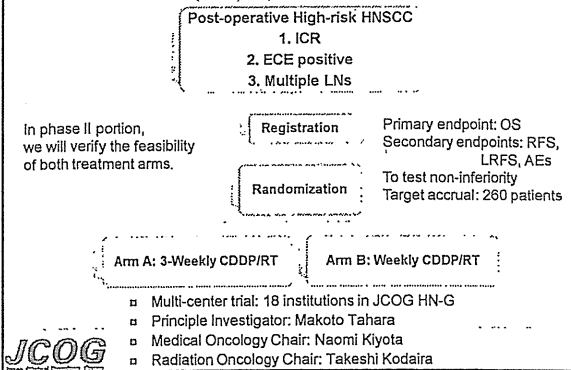 Post-operative High-risk HNSCC
1. ICR
2. ECE positive
3. Multiple LNs
In phase II portion,
we will verify the feasibility
of both treatment arms.
Registration
Randomization
Primary endpoint: OS
Secondary endpoints: RFS,
LRFS, AEs
To test non-inferiority
Target accrual: 260 patients
Arm A: 3-Weekly CDDP/RT
Arm B: Weekly CDDP/RT
Multi-center trial: 18 institutions in JCOG HN-G
Principle Investigator: Makoto Tahara
Medical Oncology Chair: Naomi Kiyota
Radiation Oncology Chair: Takeshi Kodaira
JCOG